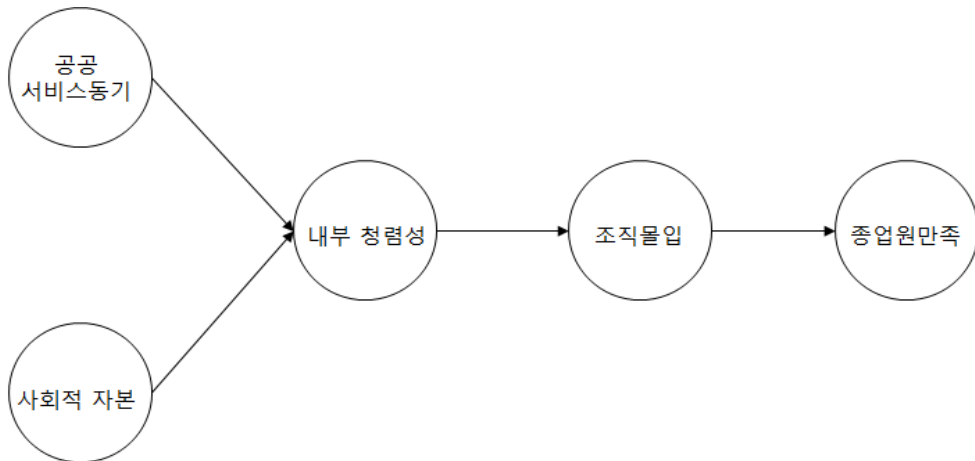 공공
서비스동기
내부 청렴성
조직몰입
종업원만족
사회적 자본